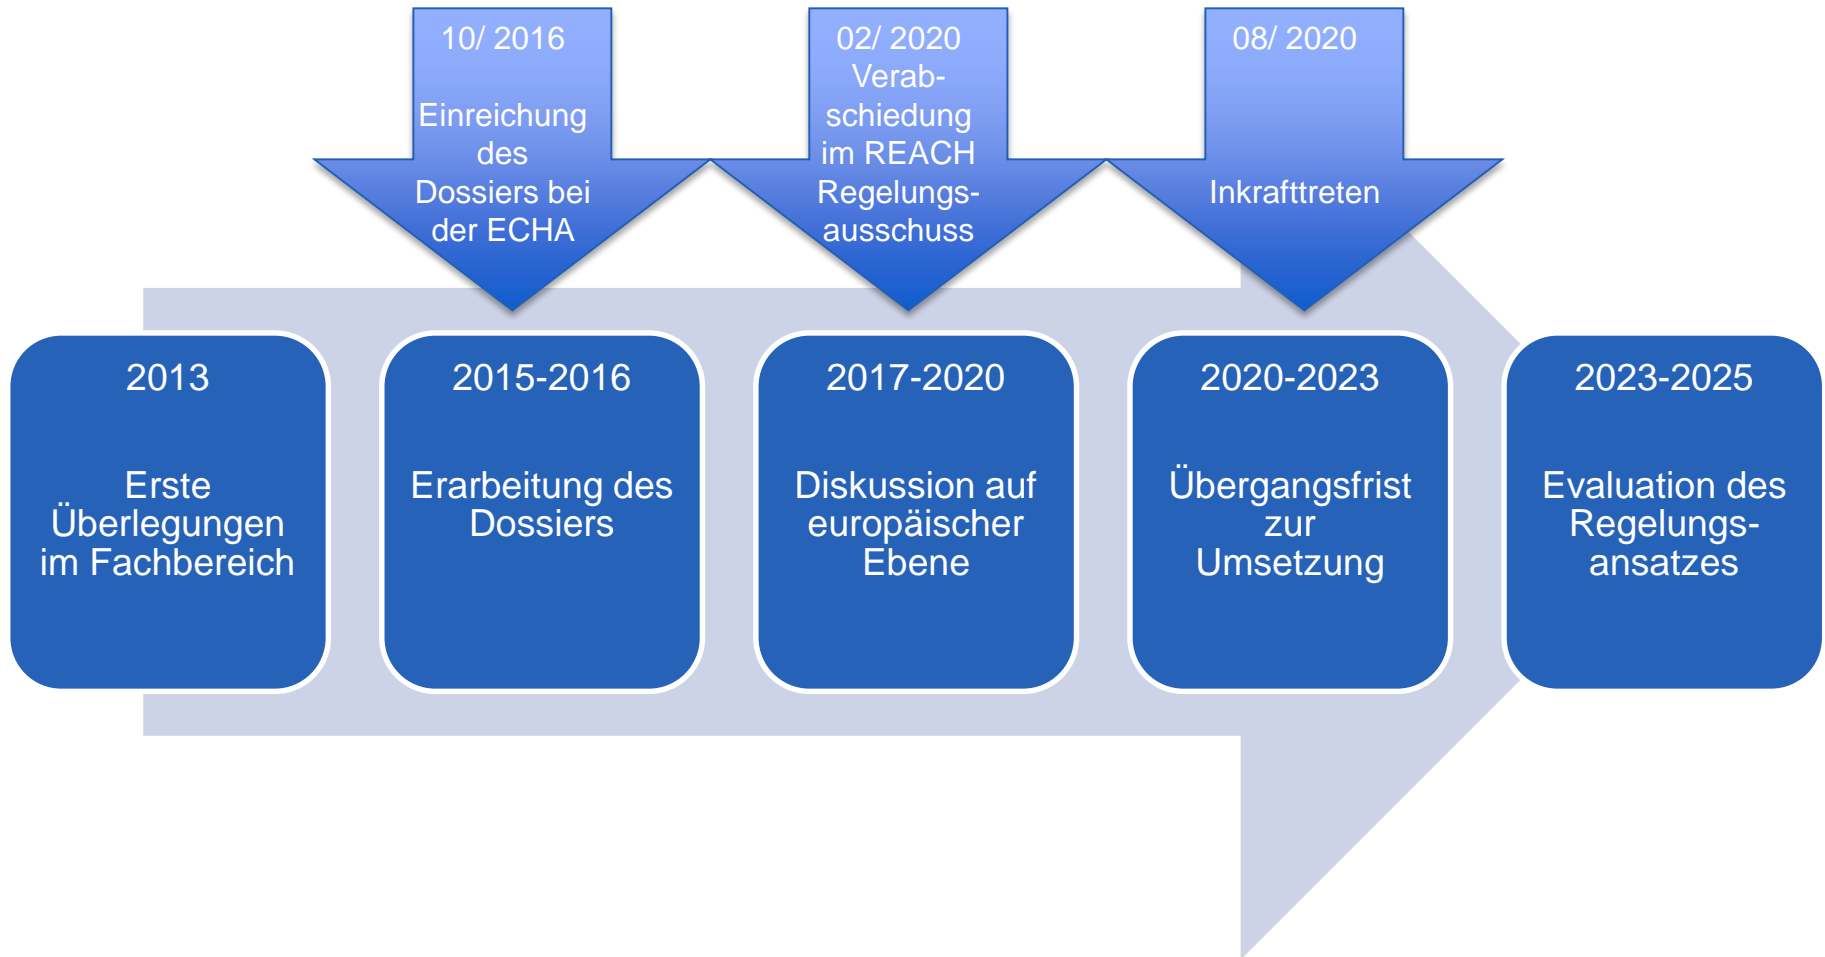 10/ 2016
Einreichung
des
Dossiers bei
der ECHA
02/ 2020
Verab-
schiedung
im REACH
Regelungs-
ausschuss
08/ 2020
Inkrafttreten
2013
Erste
Überlegungen
im Fachbereich
2015-2016
Erarbeitung des
Dossiers
2017-2020
Diskussion auf
europäischer
Ebene
2020-2023
Übergangsfrist
zur
Umsetzung
2023-2025
Evaluation des
Regelungs-
ansatzes